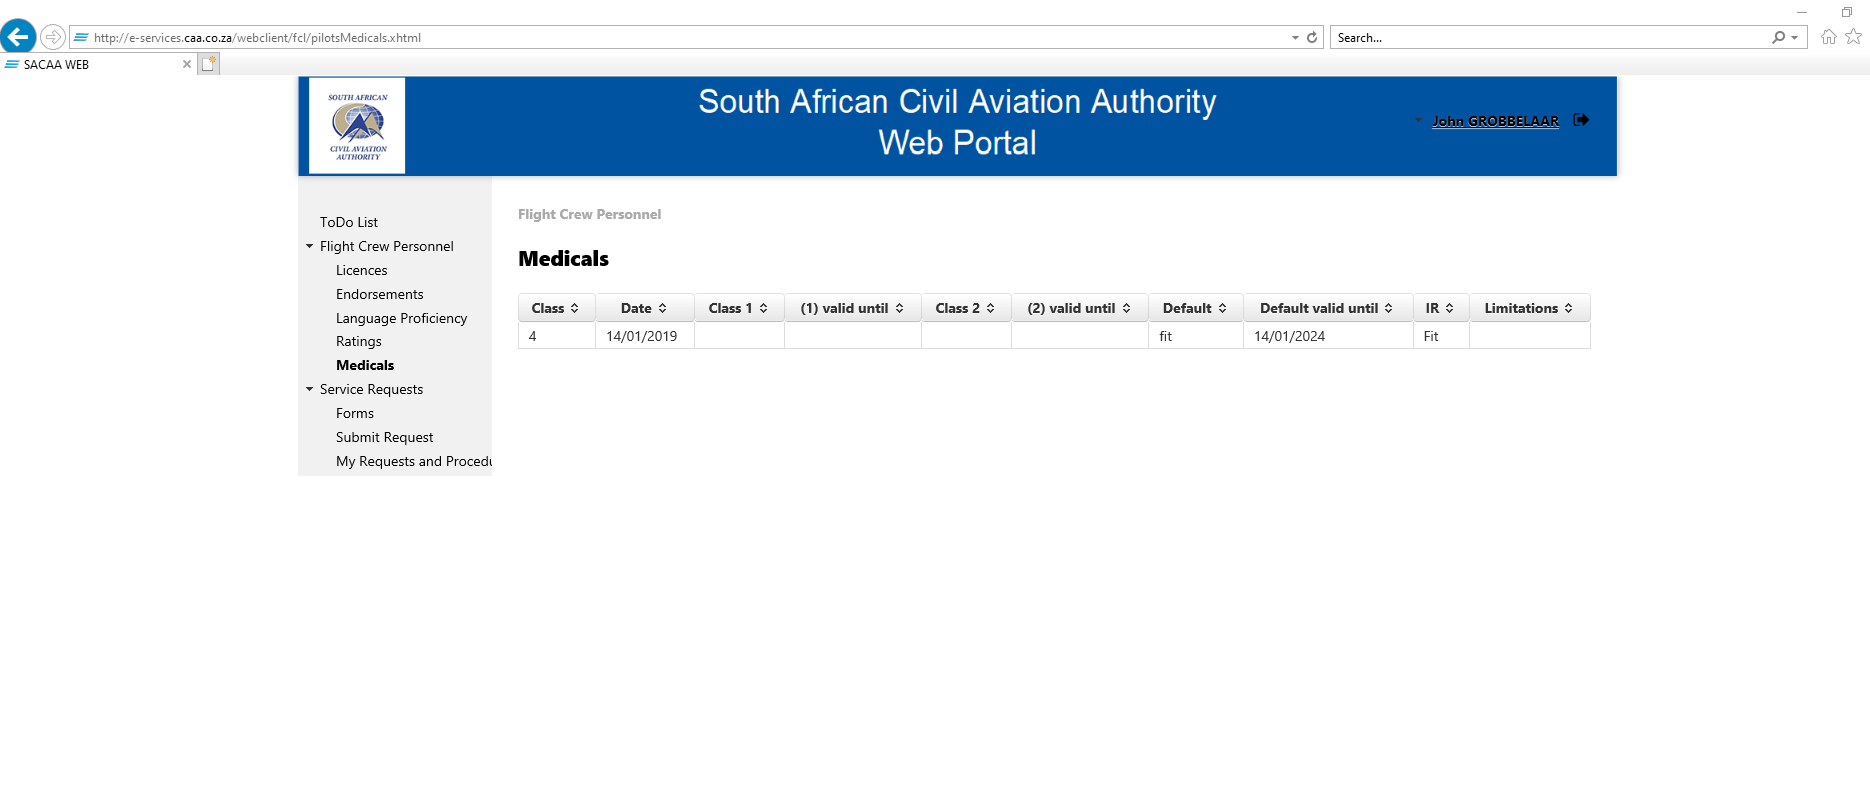 http://e-services.caa.co.za/webclient/fcl/pilotsMedicals.xhtml
Search...
SACAA WEB
SOUTH AFRICAN
CIVIL AVIATION
AUTHORITY
South African Civil Aviation Authority
Web Portal
John GROBBELAAR
ToDo List
Flight Crew Personnel
Licences
Endorsements
Language Proficiency
Ratings
Medicals
Service Requests
Forms
Submit Request
My Requests and Procedu
Flight Crew Personnel
Medicals
Class Date Class 1 (1) valid until Class 2 (2) valid until Default Default valid until IR Limitations
4 14/01/2019 fit 14/01/2024 Fit